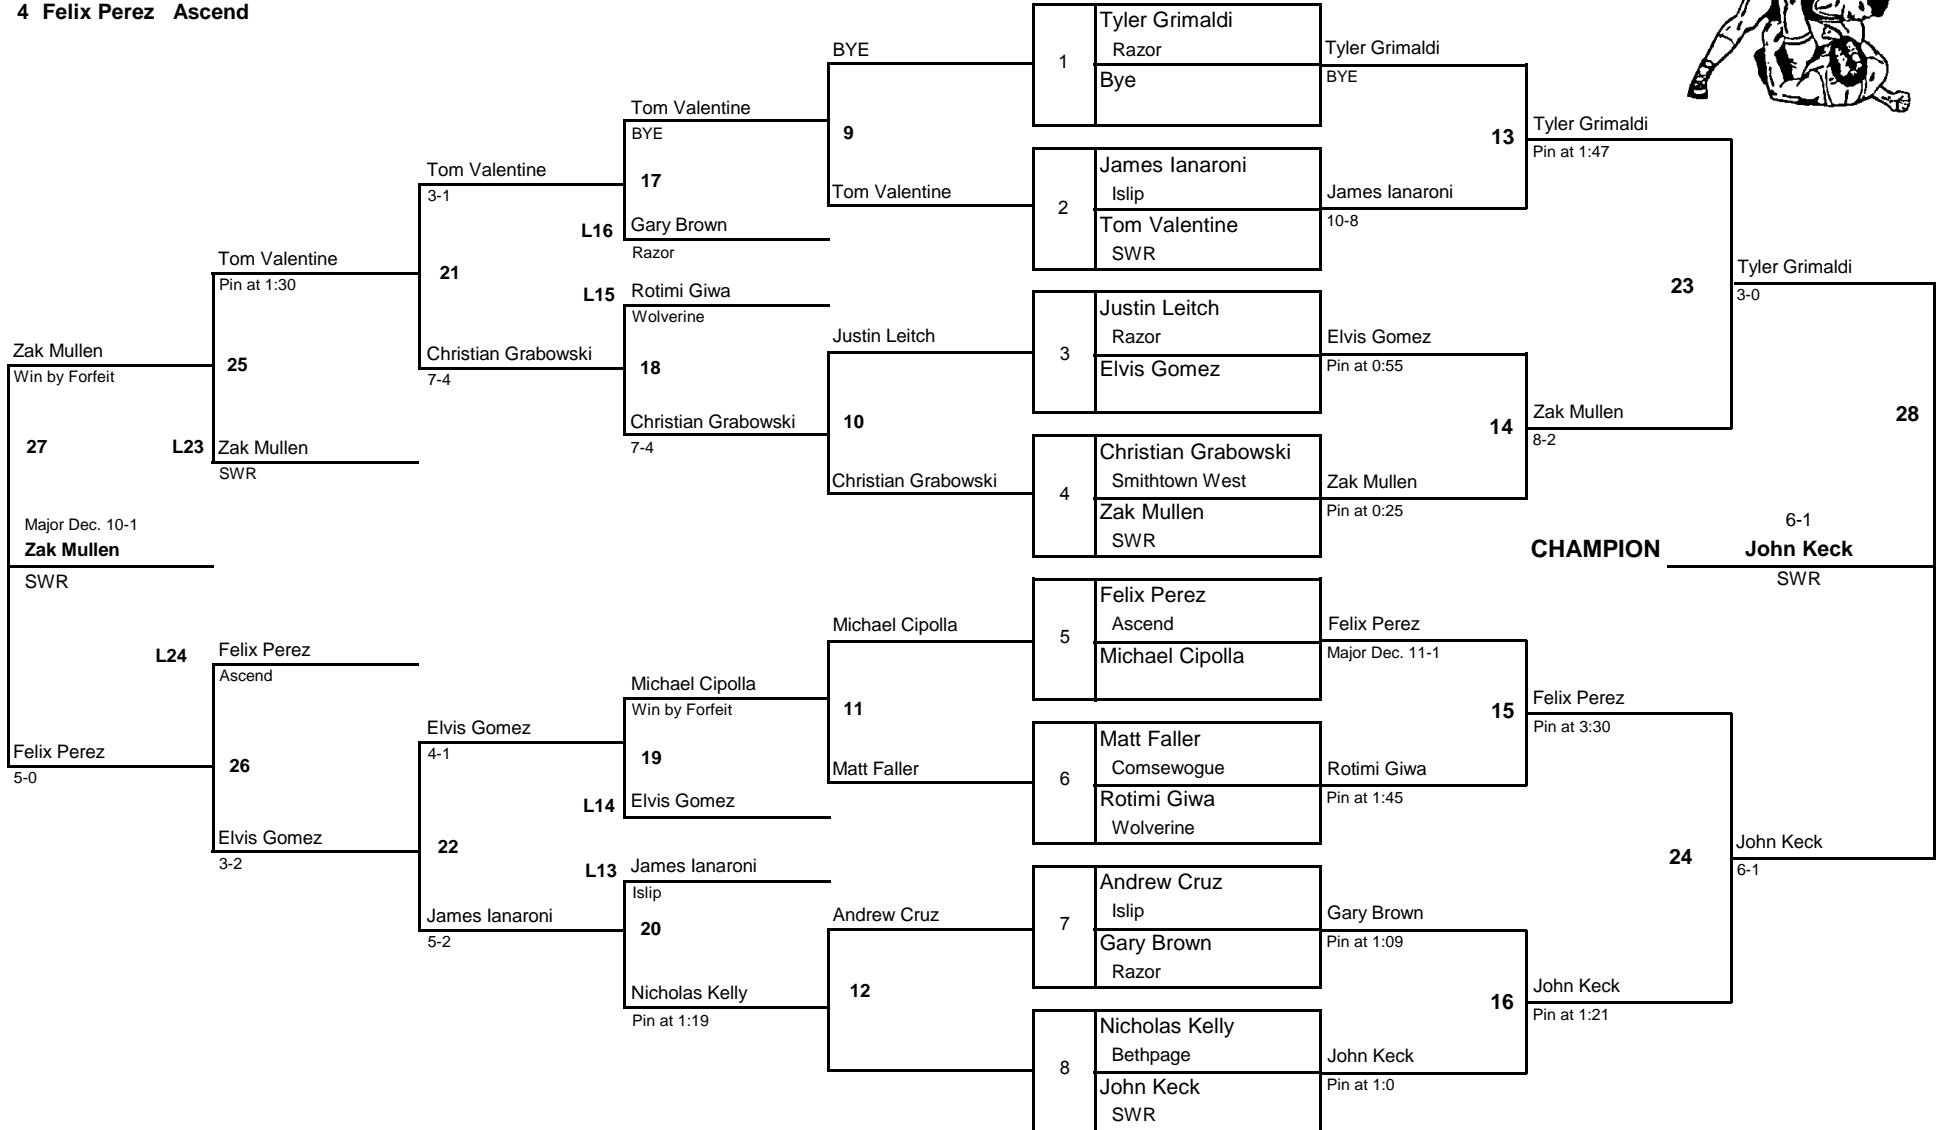 4 Felix Perez Ascend
Zak Mullen
Win by Forfeit
27
Major Dec. 10-1
Zak Mullen
SWR
Felix Perez
5-0
Tom Valentine
Pin at 1:30
25
L23 Zak Mullen
SWR
L24 Felix Perez
Ascend
26
Elvis Gomez
3-2
Tom Valentine
3-1
21
Christian Grabowski
7-4
Elvis Gomez
4-1
22
James Ianaroni
5-2
Tom Valentine
BYE
17
L16 Gary Brown
Razor
L15 Rotimi Giwa
Wolverine
18
Christian Grabowski
7-4
Michael Cipolla
Win by Forfeit
19
L14 Elvis Gomez
L13 James Ianaroni
Islip
20
Nicholas Kelly
Pin at 1:19
BYE
9
Tom Valentine
Justin Leitch
10
Christian Grabowski
Michael Cipolla
11
Matt Faller
Andrew Cruz
12
1
Tyler Grimaldi
Razor
Bye
2
James Ianaroni
Islip
Tom Valentine
SWR
3
Justin Leitch
Razor
Elvis Gomez
4
Christian Grabowski
Smithtown West
Zak Mullen
SWR
5
Felix Perez
Ascend
Michael Cipolla
6
Matt Faller
Comsewogue
Rotimi Giwa
Wolverine
7
Andrew Cruz
Islip
Gary Brown
Razor
8
Nicholas Kelly
Bethpage
John Keck
SWR
Tyler Grimaldi
BYE
13
James Ianaroni
10-8
Elvis Gomez
Pin at 0:55
14
Zak Mullen
Pin at 0:25
Felix Perez
Major Dec. 11-1
15
Rotimi Giwa
Pin at 1:45
Gary Brown
Pin at 1:09
16
John Keck
Pin at 1:0
Tyler Grimaldi
Pin at 1:47
23
Zak Mullen
8-2
Felix Perez
Pin at 3:30
24
John Keck
Pin at 1:21
Tyler Grimaldi
3-0
28
6-1
CHAMPION John Keck
SWR
John Keck
6-1